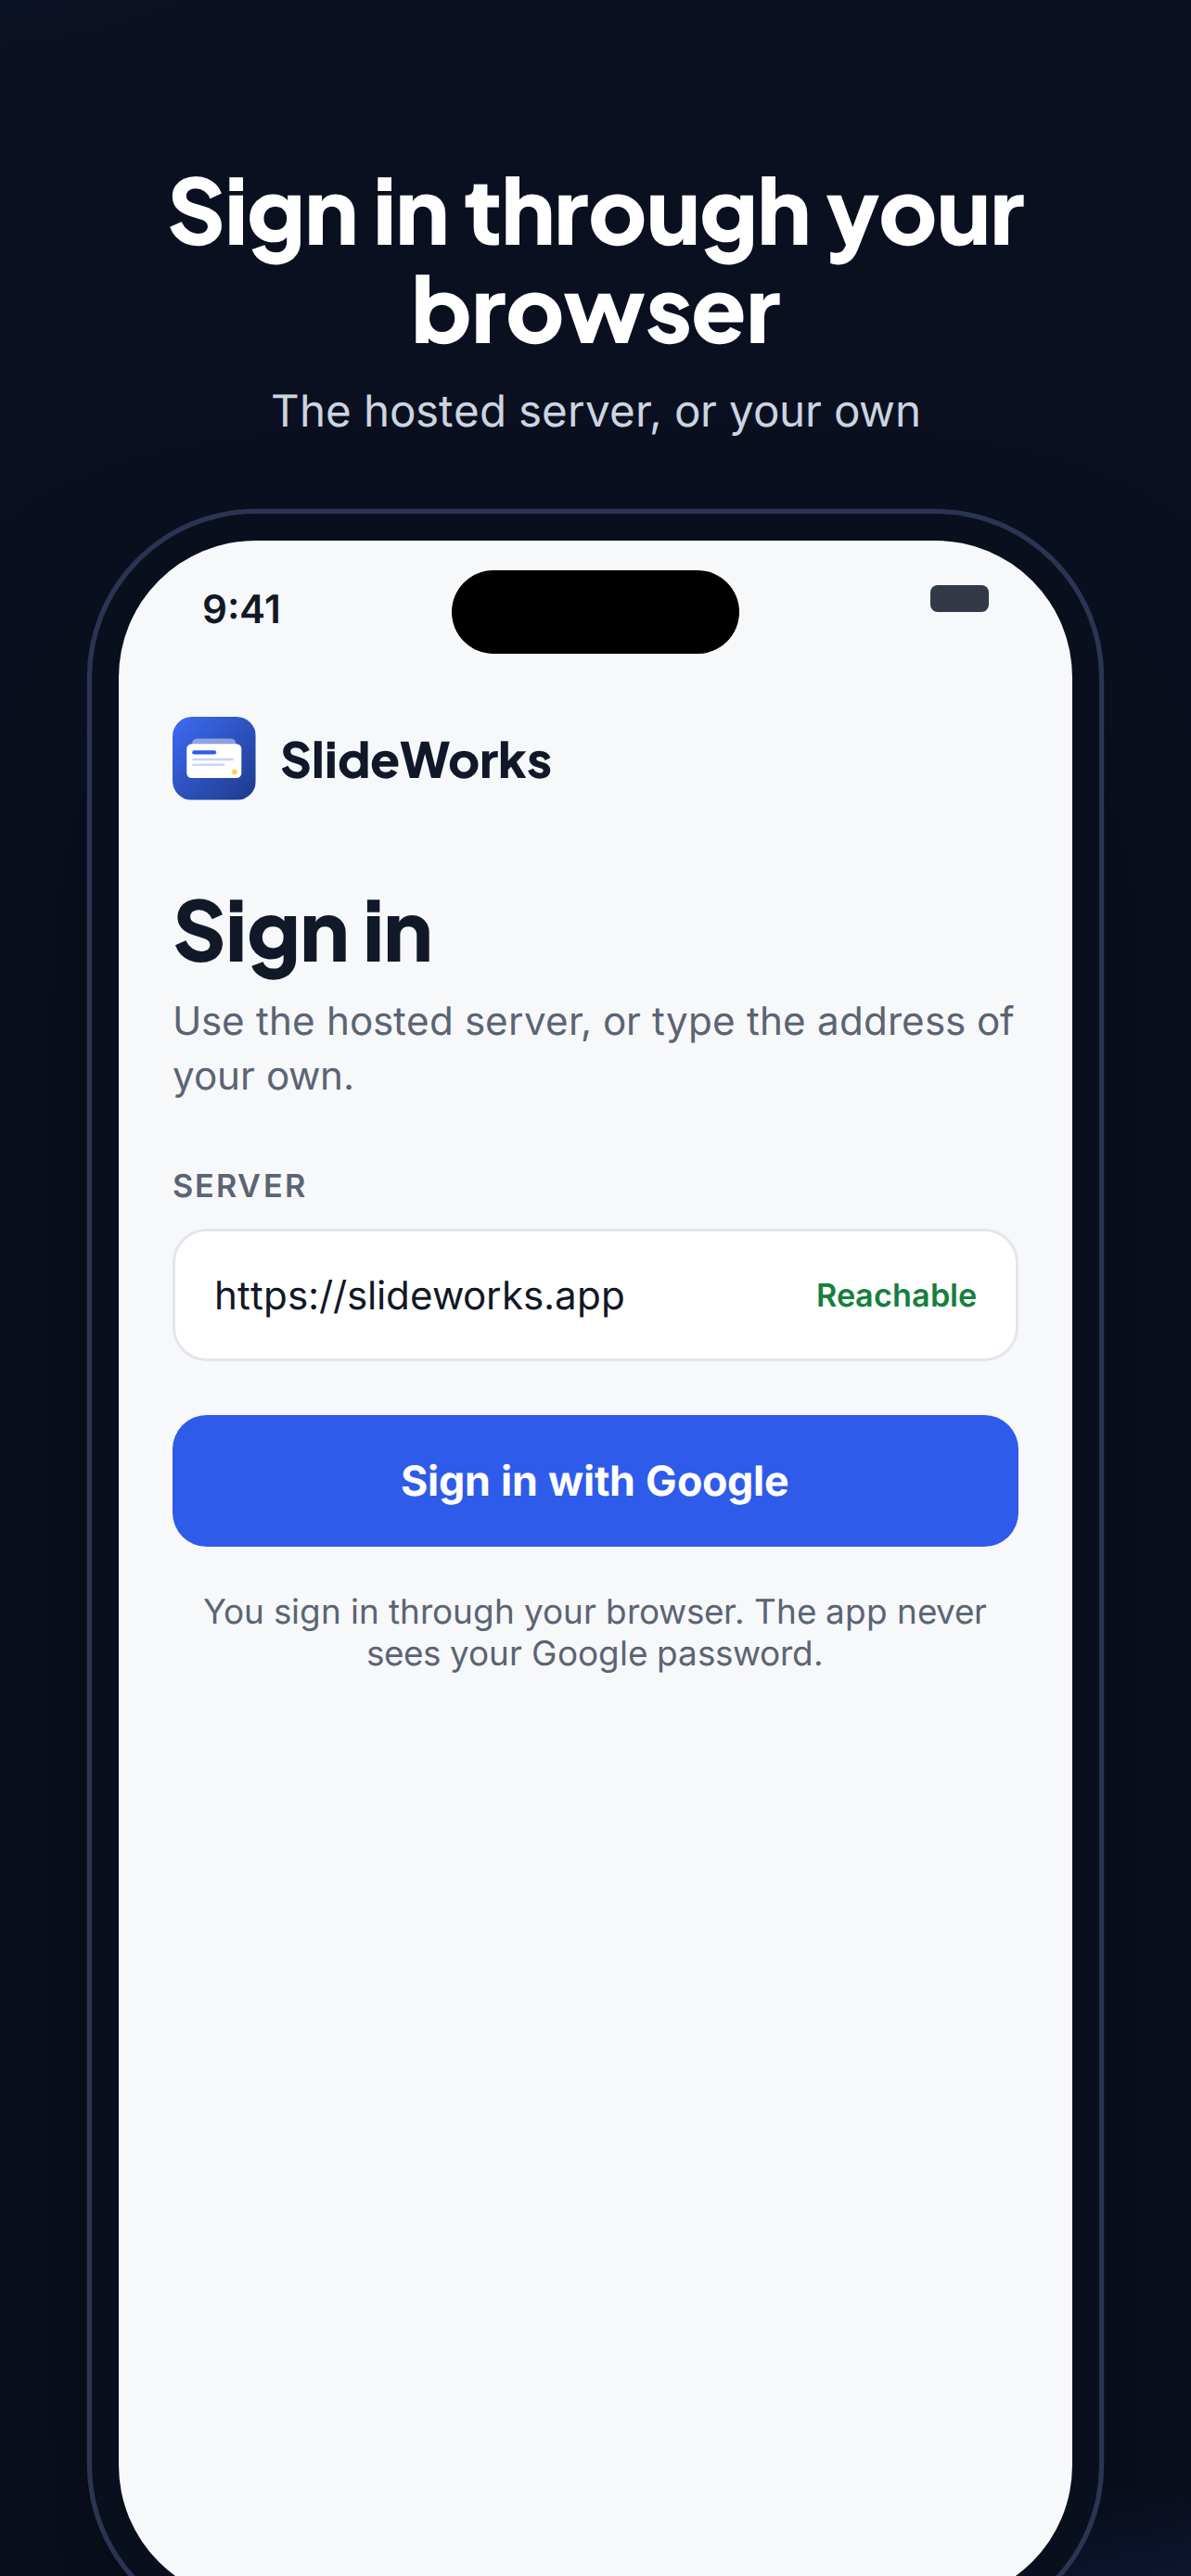 Sign in through your
browser
The hosted server, or your own
9:41
SlideWorks
Sign in
Use the hosted server, or type the address of
your own.
SERVER
https://slideworks.app
Reachable
Sign in with Google
You sign in through your browser. The app never
sees your Google password.